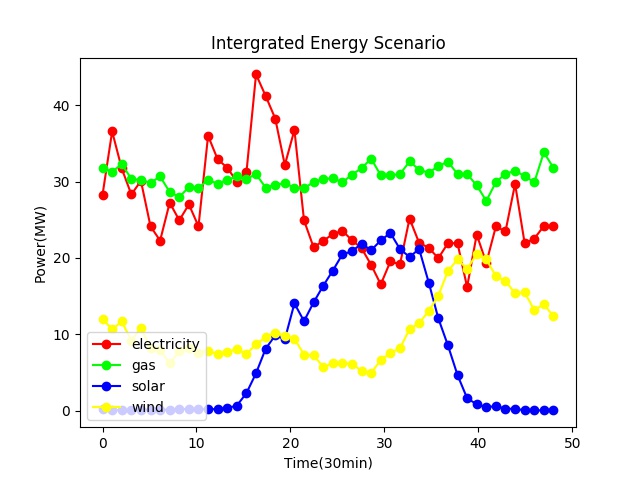 Intergrated Energy Scenario
Power(MW)
40
30
20
10
0
electricity
gas
solar
wind
0 10 20 30 40 50
Time(30min)